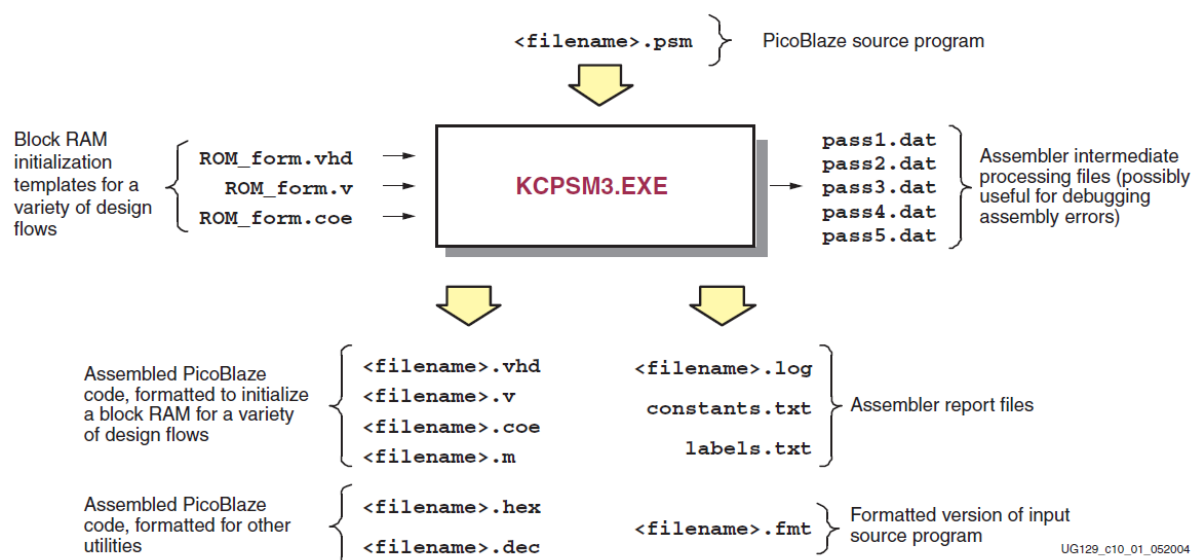 <filename>.psm
PicoBlaze source program
Block RAM
initialization
templates for a
variety of design
flows
ROM_form.vhd
ROM_form.v
ROM_form.coe
KCPSM3.EXE
pass1.dat
pass2.dat
pass3.dat
pass4.dat
pass5.dat
Assembler intermediate
processing files (possibly
useful for debugging
assembly errors)
Assembled PicoBlaze
code, formatted to initialize
a block RAM for a variety
of design flows
<filename>.vhd
<filename>.v
<filename>.coe
<filename>.m
<filename>.log
constants.txt
labels.txt
Assembler report files
Assembled PicoBlaze
code, formatted for other
utilities
<filename>.hex
<filename>.dec
<filename>.fmt
Formatted version of input
source program
UG129_c10_01_052004